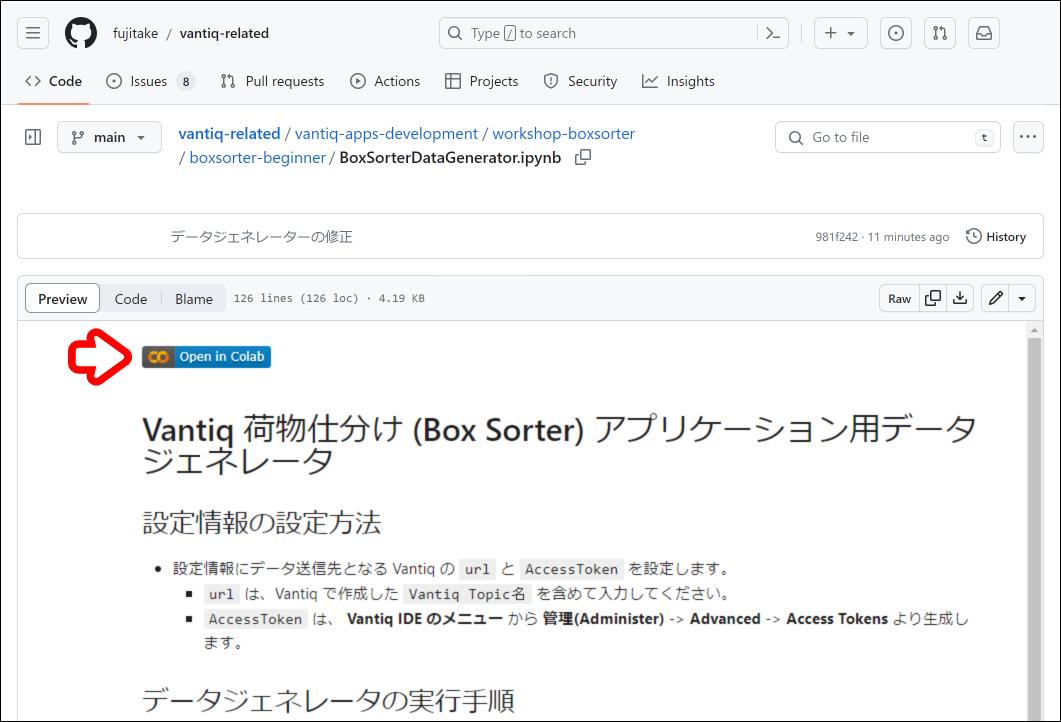 fujitake / vantiq-related
Type / to search
Code
Issues 8
Pull requests
Actions
Projects
Security
Insights
main
vantiq-related / vantiq-apps-development / workshop-boxsorter
/ boxsorter-beginner / BoxSorterDataGenerator.ipynb
Go to file
t
データジェネレーターの修正
981f242 · 11 minutes ago
History
Preview
Code
Blame
126 lines (126 loc) · 4.19 KB
Raw
Open in Colab
Vantiq 荷物仕分け (Box Sorter) アプリケーション用データ
ジェネレータ
設定情報の設定方法
設定情報にデータ送信先となる Vantiq の url と AccessToken を設定します。
url は、Vantiq で作成した Vantiq Topic名 を含めて入力してください。
AccessToken は、 Vantiq IDE のメニュー から 管理(Administer) -> Advanced -> Access Tokens より生成し
ます。
データジェネレータの実行手順